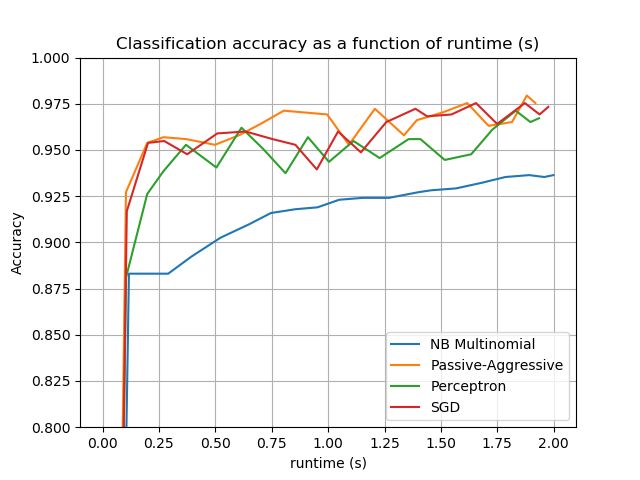 Classification accuracy as a function of runtime (s)
1.000
0.975
0.950
0.925
0.900
0.875
0.850
0.825
0.800
Accuracy
NB Multinomial
Passive-Aggressive
Perceptron
SGD
0.00 0.25 0.50 0.75 1.00 1.25 1.50 1.75 2.00
runtime (s)